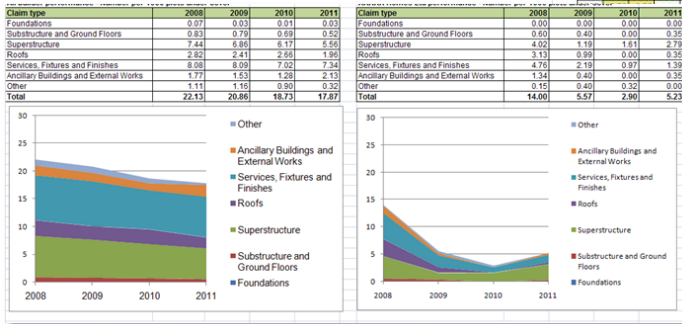 Claim type 2008 2009 2010 2011
Foundations 0.07 0.03 0.01 0.03
Substructure and Ground Floors 0.83 0.79 0.69 0.52
Superstructure 7.44 6.86 6.17 5.56
Roofs 2.82 2.41 2.66 1.96
Services, Fixtures and Finishes 8.08 8.09 7.02 7.34
Ancillary Buildings and External Works 1.77 1.53 1.28 2.13
Other 1.11 1.16 0.90 0.32
Total 22.13 20.86 18.73 17.87
30
25
20
15
10
5
0
2008 2009 2010 2011
Other
Ancillary Buildings and
External Works
Services, Fixtures and
Finishes
Roofs
Superstructure
Substructure and
Ground Floors
Foundations
Claim type 2008 2009 2010 2011
Foundations 0.00 0.00 0.00 0.00
Substructure and Ground Floors 0.60 0.40 0.00 0.35
Superstructure 4.02 1.19 1.61 2.79
Roofs 3.13 0.99 0.00 0.35
Services, Fixtures and Finishes 4.76 2.19 0.97 1.39
Ancillary Buildings and External Works 1.34 0.40 0.00 0.35
Other 0.15 0.40 0.32 0.00
Total 14.00 5.57 2.90 5.23
30
25
20
15
10
5
0
2008 2009 2010 2011
Other
Ancillary Buildings and
External Works
Services, Fixtures and
Finishes
Roofs
Superstructure
Substructure and Ground
Floors
Foundations